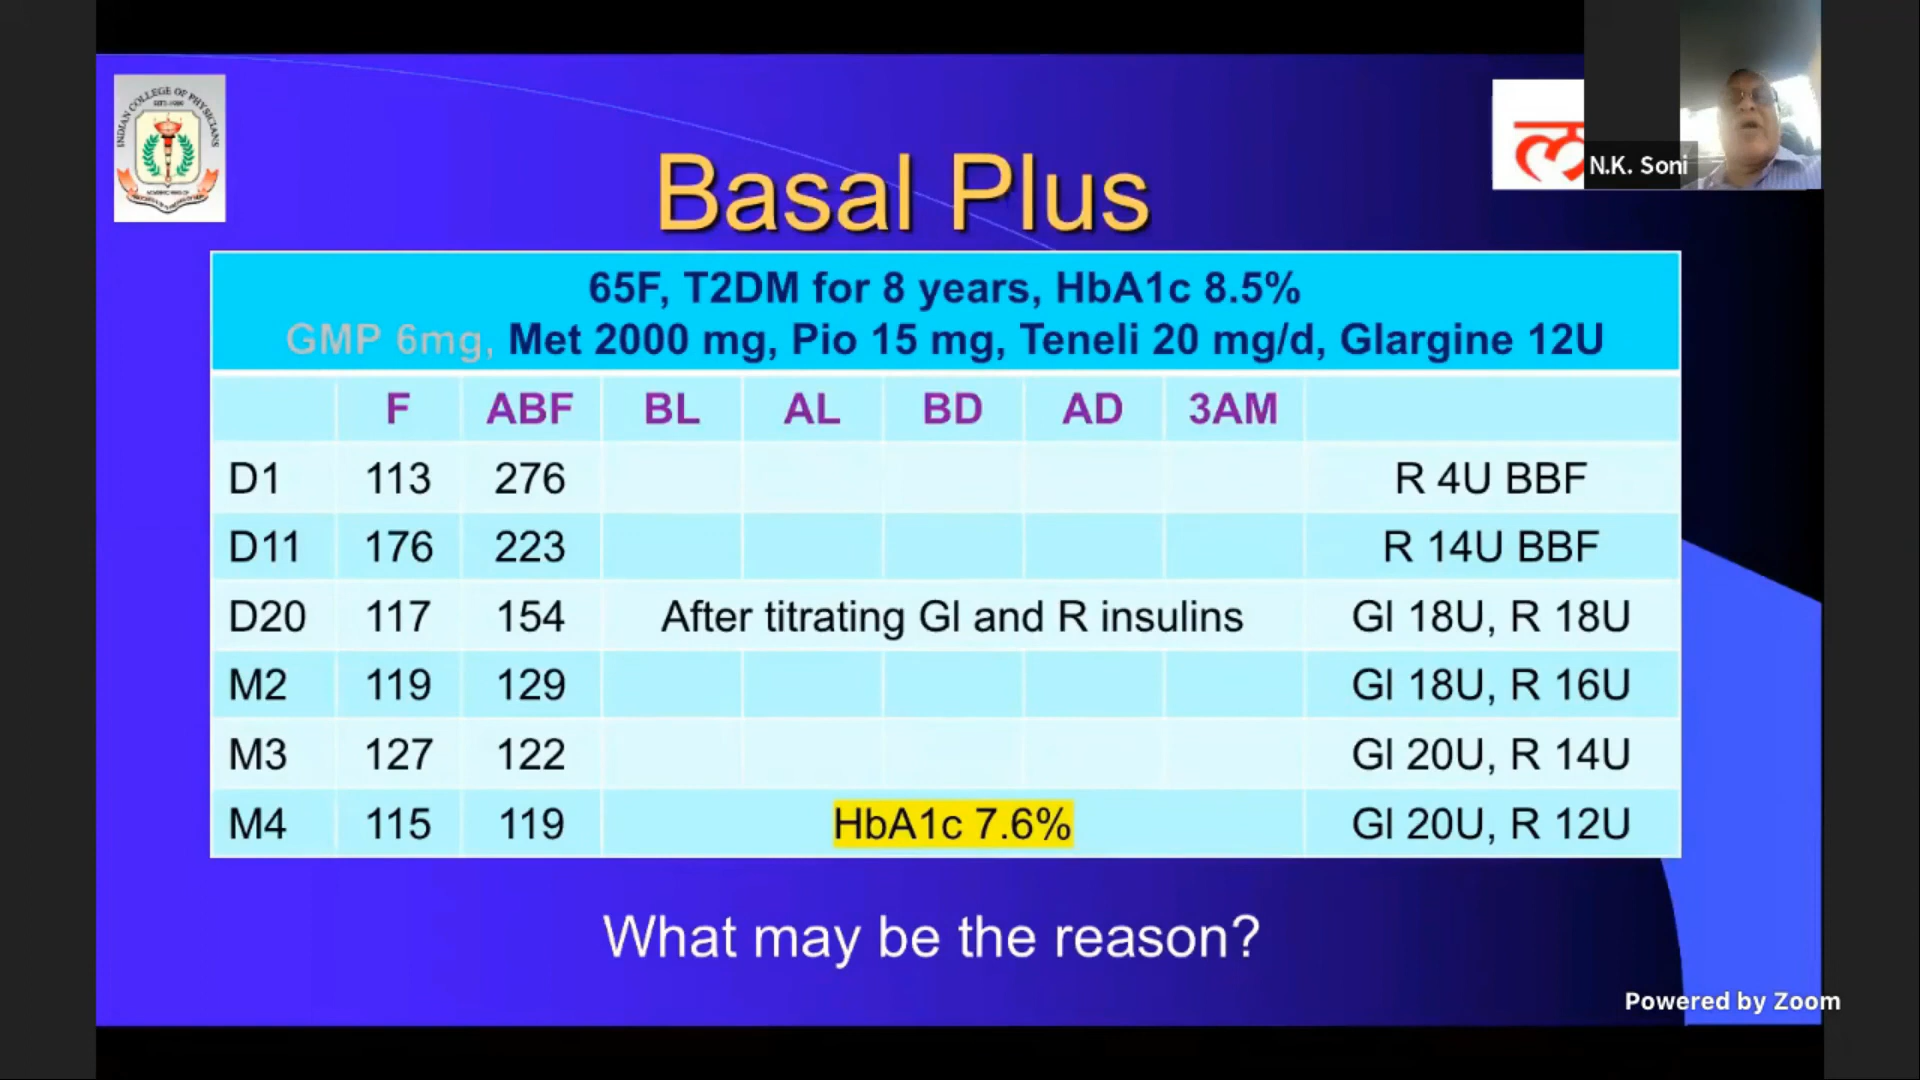 INDIAN COLLEGE OF PHYSICIANS
ल
N.K. Soni
Basal Plus
65F, T2DM for 8 years, HbA1c 8.5%
GMP 6mg, Met 2000 mg, Pio 15 mg, Teneli 20 mg/d, Glargine 12U
F ABF BL AL BD AD 3AM
D1 113 276 R 4U BBF
D11 176 223 R 14U BBF
D20 117 154 After titrating Gl and R insulins Gl 18U, R 18U
M2 119 129 Gl 18U, R 16U
M3 127 122 Gl 20U, R 14U
M4 115 119 HbA1c 7.6% Gl 20U, R 12U
What may be the reason?
Powered by Zoom